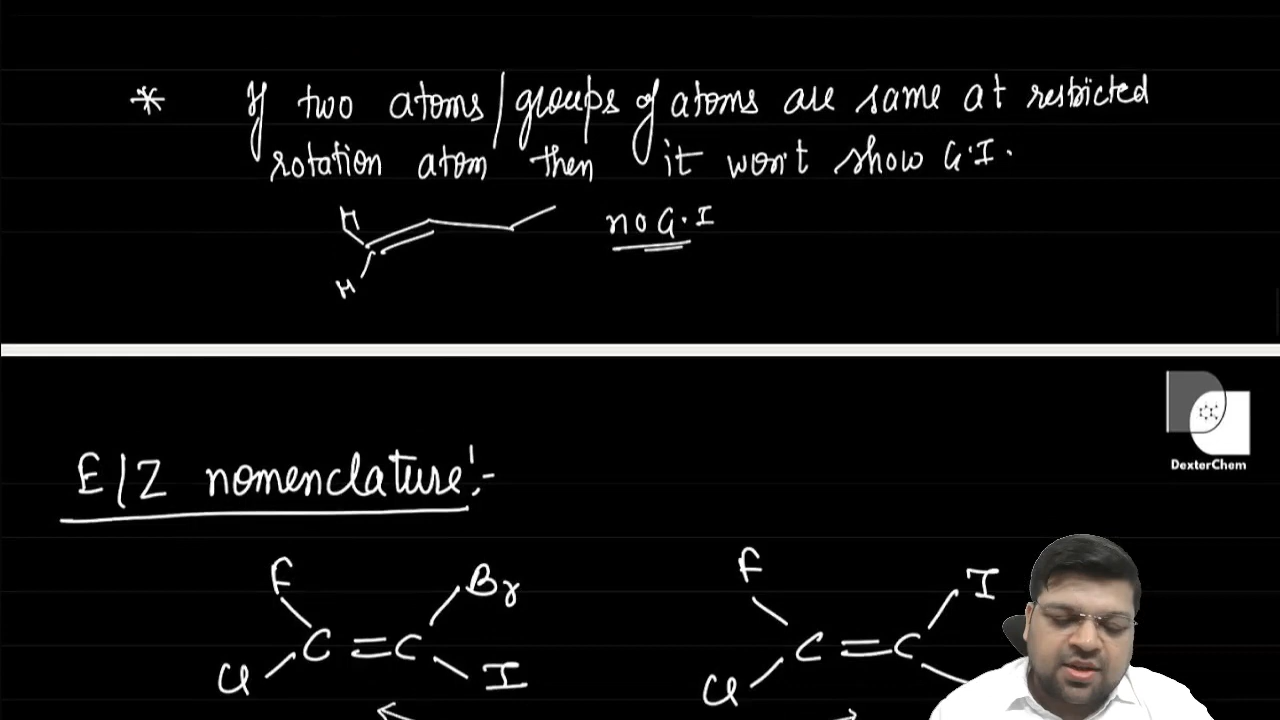 * If two atoms/groups of atoms are same at restricted
rotation atom then it won't show G.I.
H
no G.I
H
DexterChem
E/Z nomenclature:-
F Br F I
C = C C = C
Cl I Cl